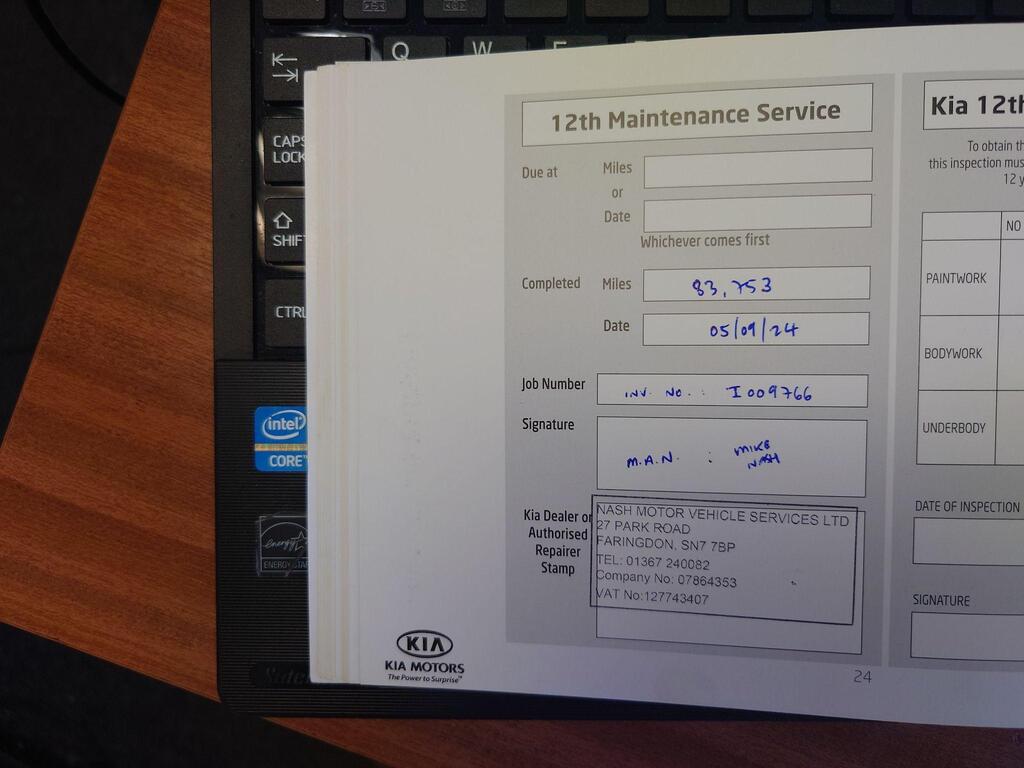 Q W E
CAPS
LOCK
SHIFT
CTRL
intel
CORE
ENERGY STAR
12th Maintenance Service
Due at Miles
or
Date
Whichever comes first
Completed Miles 83,753
Date 05/09/24
Job Number INV. NO. : I009766
Signature M.A.N. : MIKE
NASH
Kia Dealer or
Authorised
Repairer
Stamp
NASH MOTOR VEHICLE SERVICES LTD
27 PARK ROAD
FARINGDON, SN7 7BP
TEL: 01367 240082
Company No: 07864353
VAT No:127743407
KIA
KIA MOTORS
The Power to Surprise™
24
Kia 12th
To obtain th
this inspection mus
12 y
NO
PAINTWORK
BODYWORK
UNDERBODY
DATE OF INSPECTION
SIGNATURE